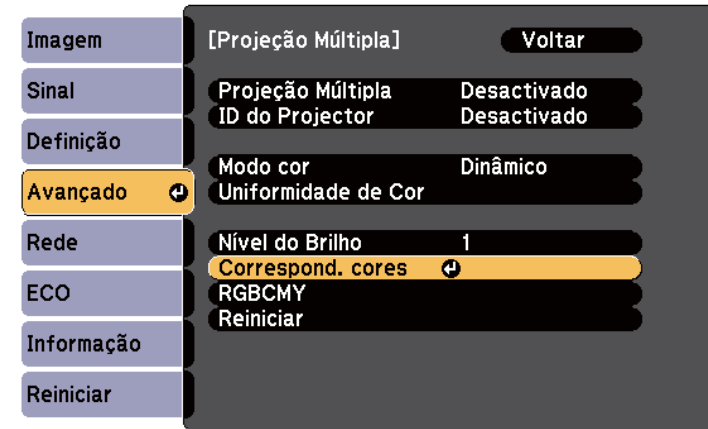 Imagem
Sinal
Definição
Avançado
Rede
ECO
Informação
Reiniciar
[Projeção Múltipla] Voltar
Projeção Múltipla Desactivado
ID do Projector Desactivado
Modo cor Dinâmico
Uniformidade de Cor
Nível do Brilho 1
Correspond. cores
RGBCMY
Reiniciar